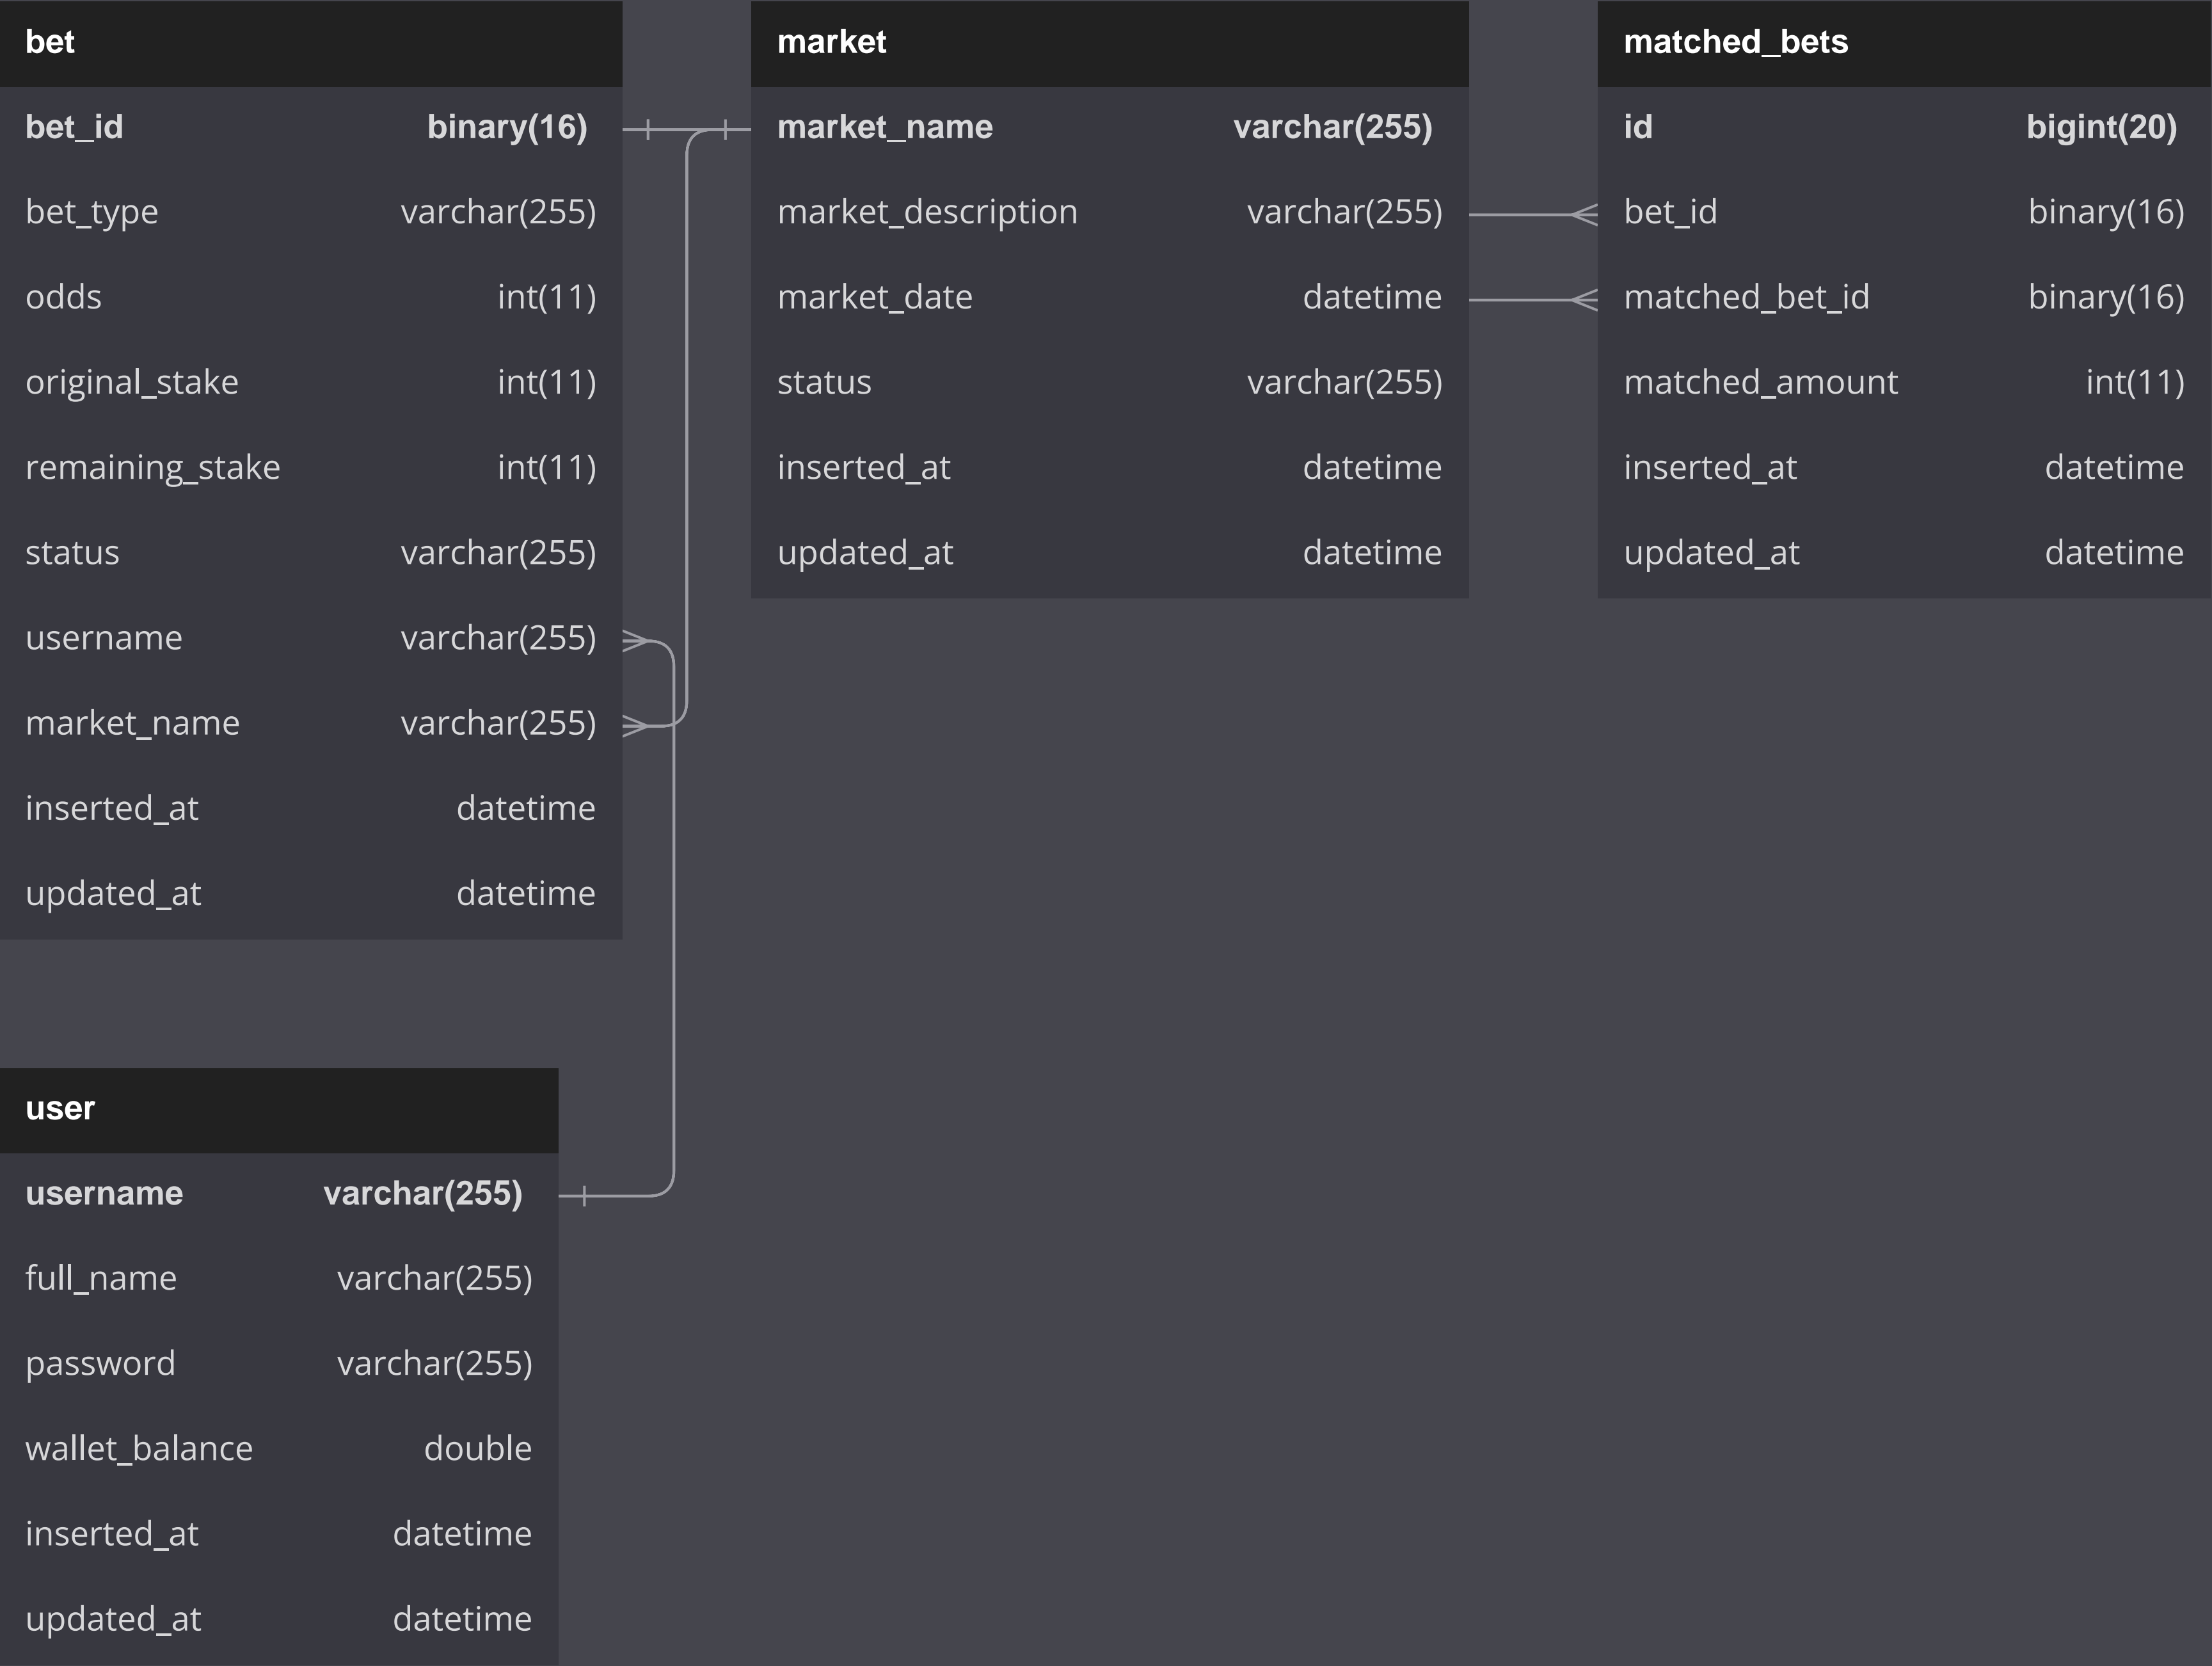 bet
bet_id binary(16)
bet_type varchar(255)
odds int(11)
original_stake int(11)
remaining_stake int(11)
status varchar(255)
username varchar(255)
market_name varchar(255)
inserted_at datetime
updated_at datetime
market
market_name varchar(255)
market_description varchar(255)
market_date datetime
status varchar(255)
inserted_at datetime
updated_at datetime
matched_bets
id bigint(20)
bet_id binary(16)
matched_bet_id binary(16)
matched_amount int(11)
inserted_at datetime
updated_at datetime
user
username varchar(255)
full_name varchar(255)
password varchar(255)
wallet_balance double
inserted_at datetime
updated_at datetime